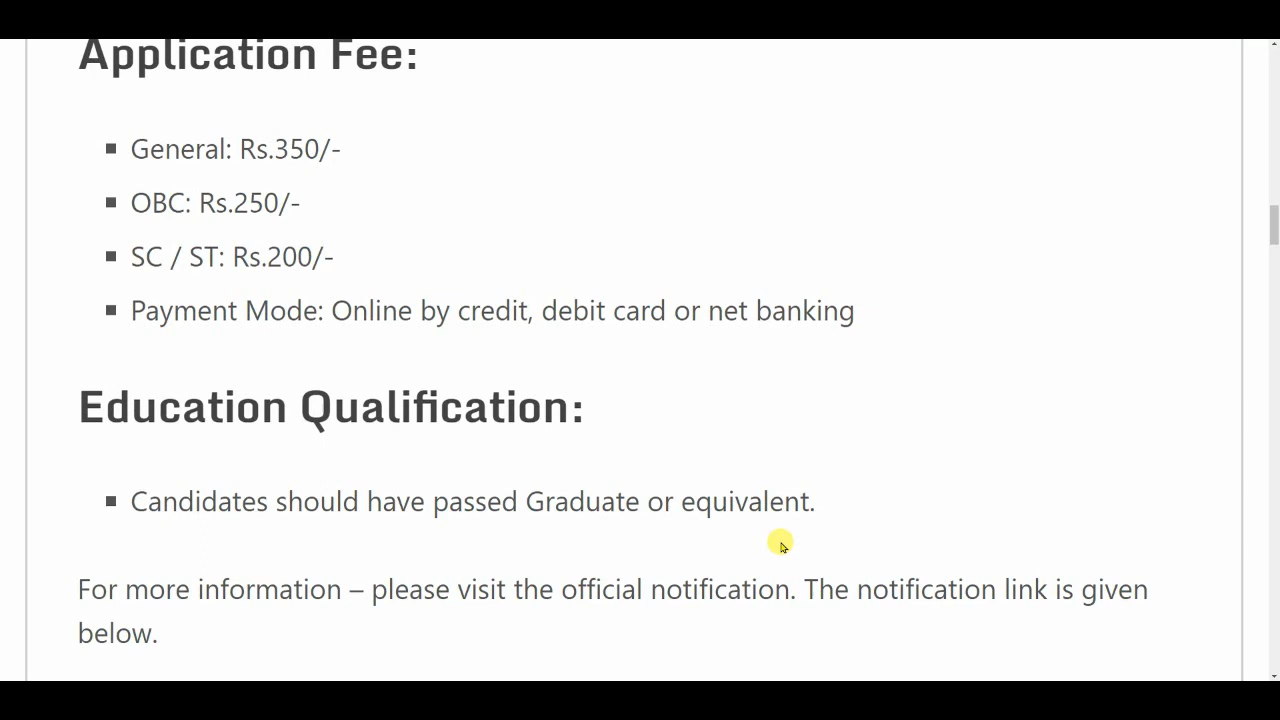 Application Fee:
General: Rs.350/-
OBC: Rs.250/-
SC / ST: Rs.200/-
Payment Mode: Online by credit, debit card or net banking
Education Qualification:
Candidates should have passed Graduate or equivalent.
For more information – please visit the official notification. The notification link is given
below.